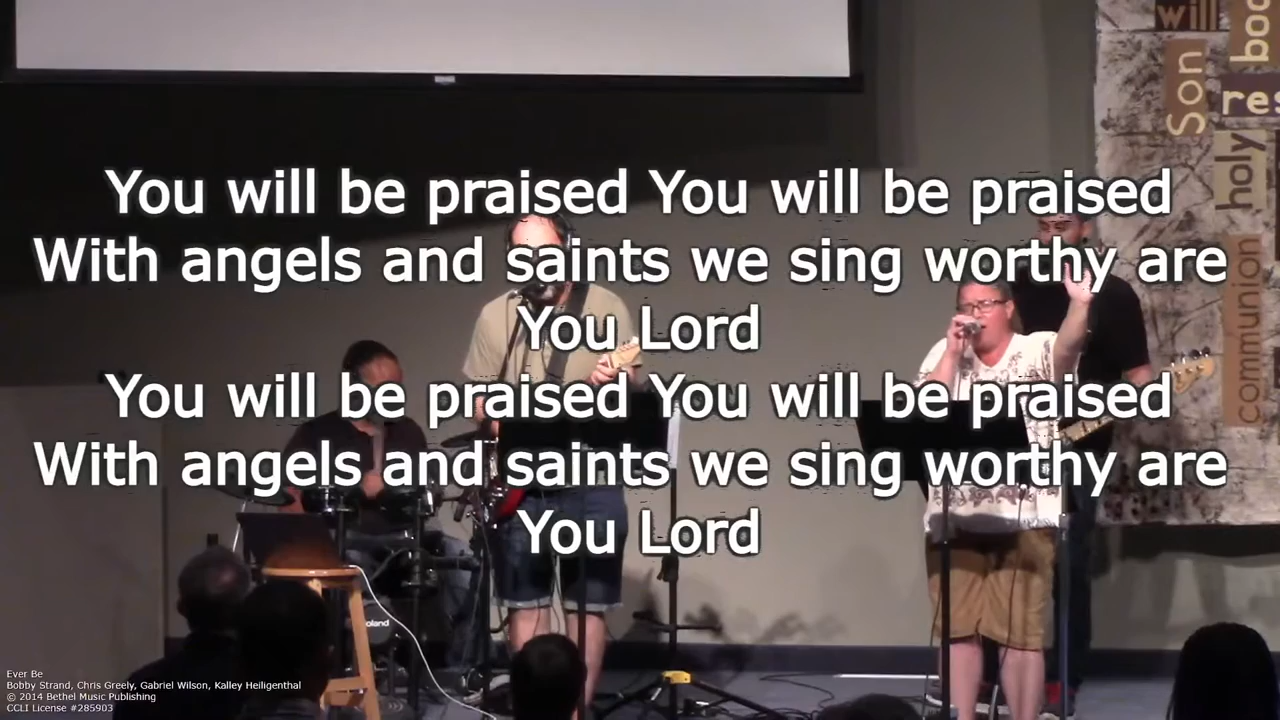 You will be praised You will be praised
With angels and saints we sing worthy are
You Lord
You will be praised You will be praised
With angels and saints we sing worthy are
You Lord
will
Son
holy
communion
Roland
Ever Be
Bobby Strand, Chris Greely, Gabriel Wilson, Kalley Heiligenthal
© 2014 Bethel Music Publishing
CCLI License #285903